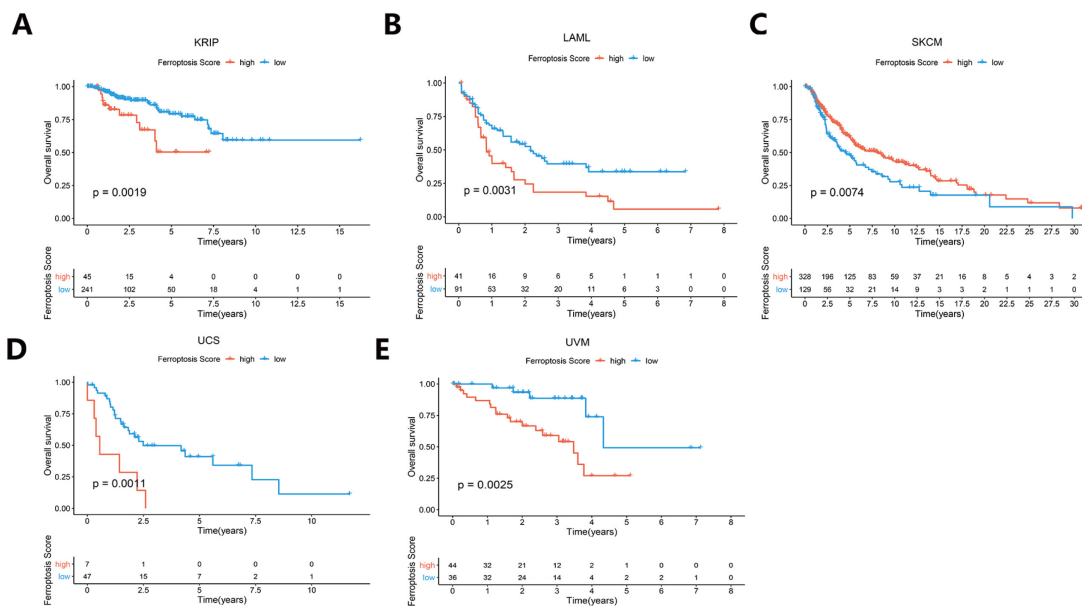 A
KRIP
Ferroptosis Score high low
Overall survival
1.00
0.75
0.50
0.25
0.00
p = 0.0019
0 2.5 5 7.5 10 12.5 15
Time(years)
Ferroptosis Score
high 45 15 4 0 0 0 0
low 241 102 50 18 4 1 1
0 2.5 5 7.5 10 12.5 15
Time(years)
B
LAML
Ferroptosis Score high low
Overall survival
1.00
0.75
0.50
0.25
0.00
p = 0.0031
0 1 2 3 4 5 6 7 8
Time(years)
Ferroptosis Score
high 41 16 9 6 5 1 1 1 0
low 91 53 32 20 11 6 3 0 0
0 1 2 3 4 5 6 7 8
Time(years)
C
SKCM
Ferroptosis Score high low
Overall survival
1.00
0.75
0.50
0.25
0.00
p = 0.0074
0 2.5 5 7.5 10 12.5 15 17.5 20 22.5 25 27.5 30
Time(years)
Ferroptosis Score
high 328 196 125 83 59 37 21 16 8 5 4 3 2
low 129 56 32 21 14 9 3 3 2 1 1 1 0
0 2.5 5 7.5 10 12.5 15 17.5 20 22.5 25 27.5 30
Time(years)
D
UCS
Ferroptosis Score high low
Overall survival
1.00
0.75
0.50
0.25
0.00
p = 0.0011
0 2.5 5 7.5 10
Time(years)
Ferroptosis Score
high 7 1 0 0 0
low 47 15 7 2 1
0 2.5 5 7.5 10
Time(years)
E
UVM
Ferroptosis Score high low
Overall survival
1.00
0.75
0.50
0.25
0.00
p = 0.0025
0 1 2 3 4 5 6 7 8
Time(years)
Ferroptosis Score
high 44 32 21 12 2 1 0 0 0
low 36 32 24 14 4 2 2 1 0
0 1 2 3 4 5 6 7 8
Time(years)